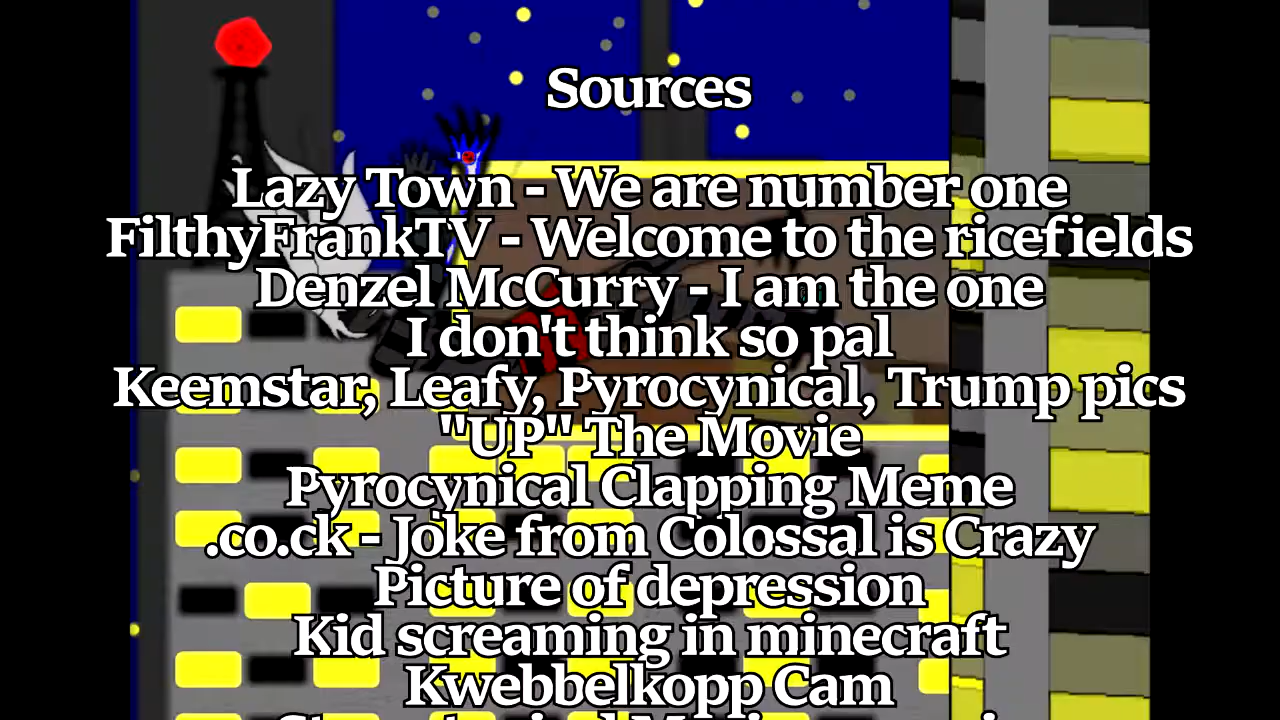 Sources
Lazy Town - We are number one
FilthyFrankTV - Welcome to the ricefields
Denzel McCurry - I am the one
I don't think so pal
Keemstar, Leafy, Pyrocynical, Trump pics
"UP" The Movie
Pyrocynical Clapping Meme
.co.ck - Joke from Colossal is Crazy
Picture of depression
Kid screaming in minecraft
Kwebbelkopp Cam